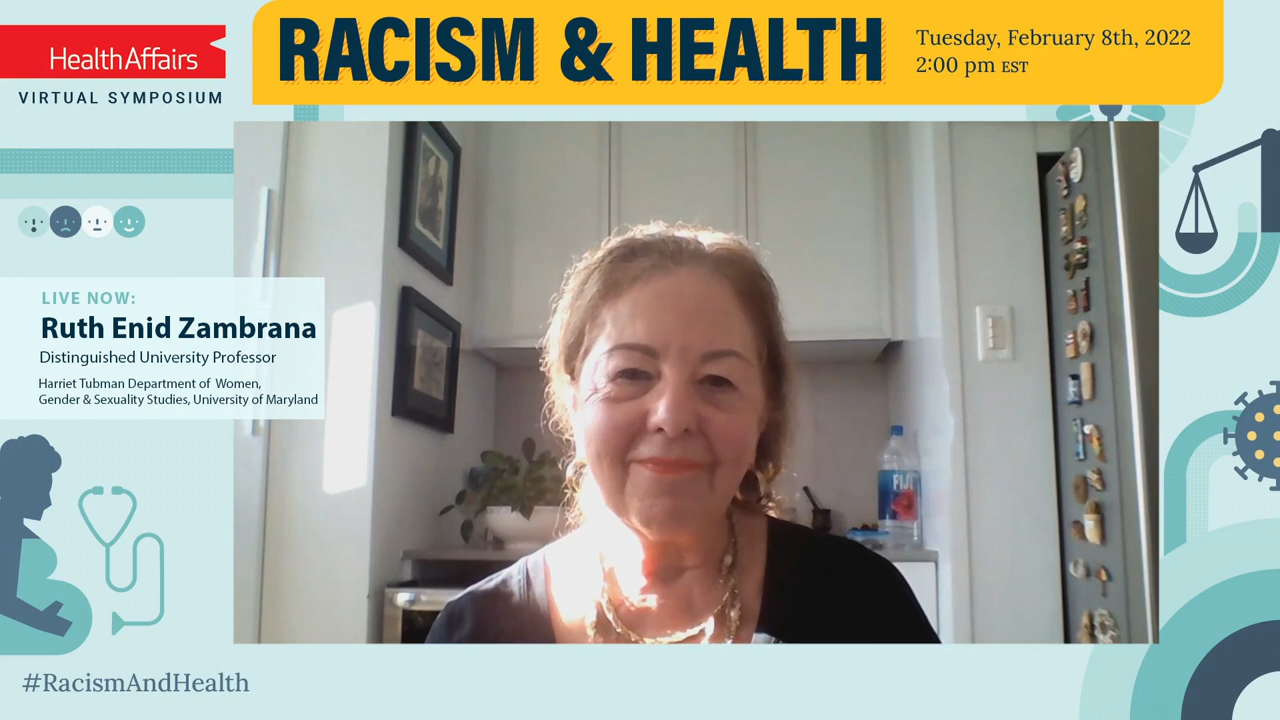 HealthAffairs
VIRTUAL SYMPOSIUM
RACISM & HEALTH
Tuesday, February 8th, 2022
2:00 pm EST
LIVE NOW:
Ruth Enid Zambrana
Distinguished University Professor
Harriet Tubman Department of Women,
Gender & Sexuality Studies, University of Maryland
FIJI
#RacismAndHealth